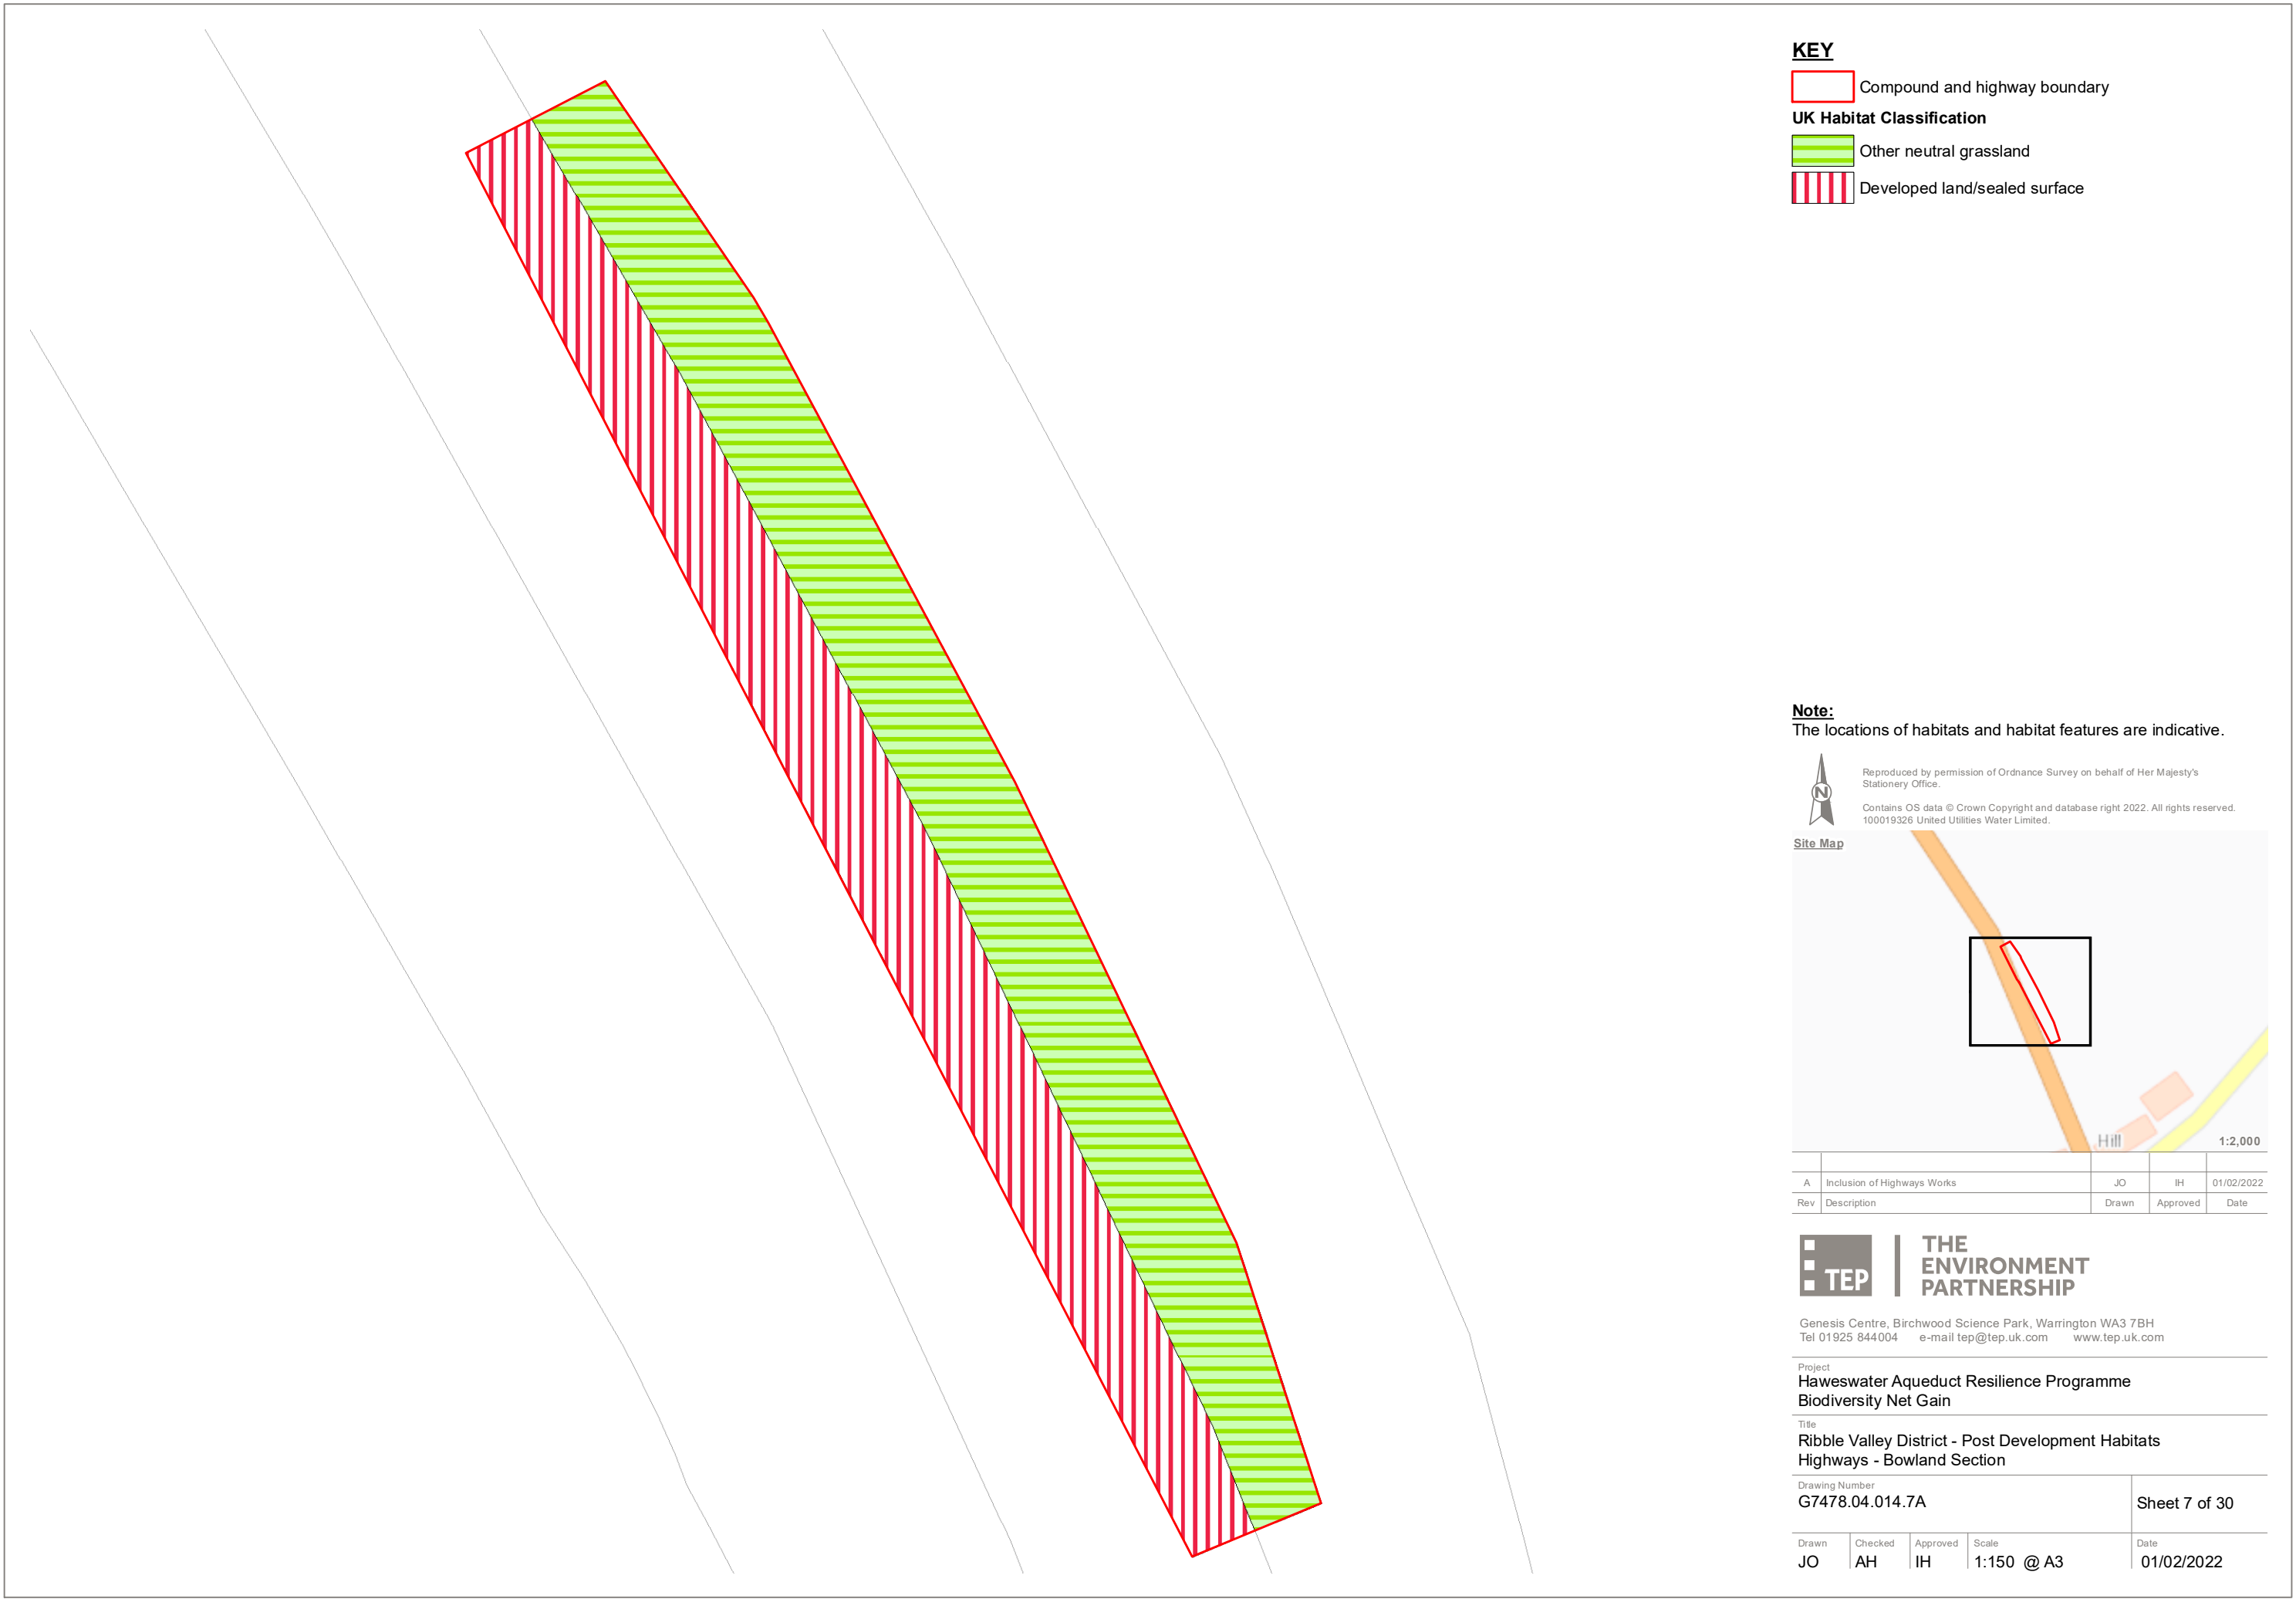 KEY
Compound and highway boundary
UK Habitat Classification
Other neutral grassland
Developed land/sealed surface
Note:
The locations of habitats and habitat features are indicative.
N
Reproduced by permission of Ordnance Survey on behalf of Her Majesty's
Stationery Office.
Contains OS data © Crown Copyright and database right 2022. All rights reserved.
100019326 United Utilities Water Limited.
Site Map
Hill
1:2,000
A Inclusion of Highways Works JO IH 01/02/2022
Rev Description Drawn Approved Date
TEP
THE
ENVIRONMENT
PARTNERSHIP
Genesis Centre, Birchwood Science Park, Warrington WA3 7BH
Tel 01925 844004 e-mail tep@tep.uk.com www.tep.uk.com
Project
Haweswater Aqueduct Resilience Programme
Biodiversity Net Gain
Title
Ribble Valley District - Post Development Habitats
Highways - Bowland Section
Drawing Number
G7478.04.014.7A
Sheet 7 of 30
Drawn Checked Approved Scale Date
JO AH IH 1:150 @ A3 01/02/2022